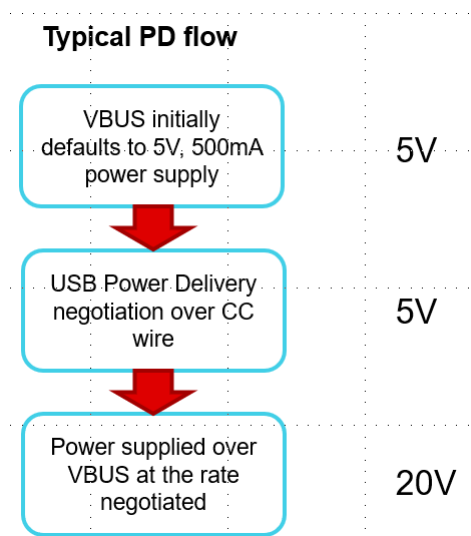 Typical PD flow
VBUS initially
defaults to 5V, 500mA
power supply
5V
USB Power Delivery
negotiation over CC
wire
5V
Power supplied over
VBUS at the rate
negotiated
20V